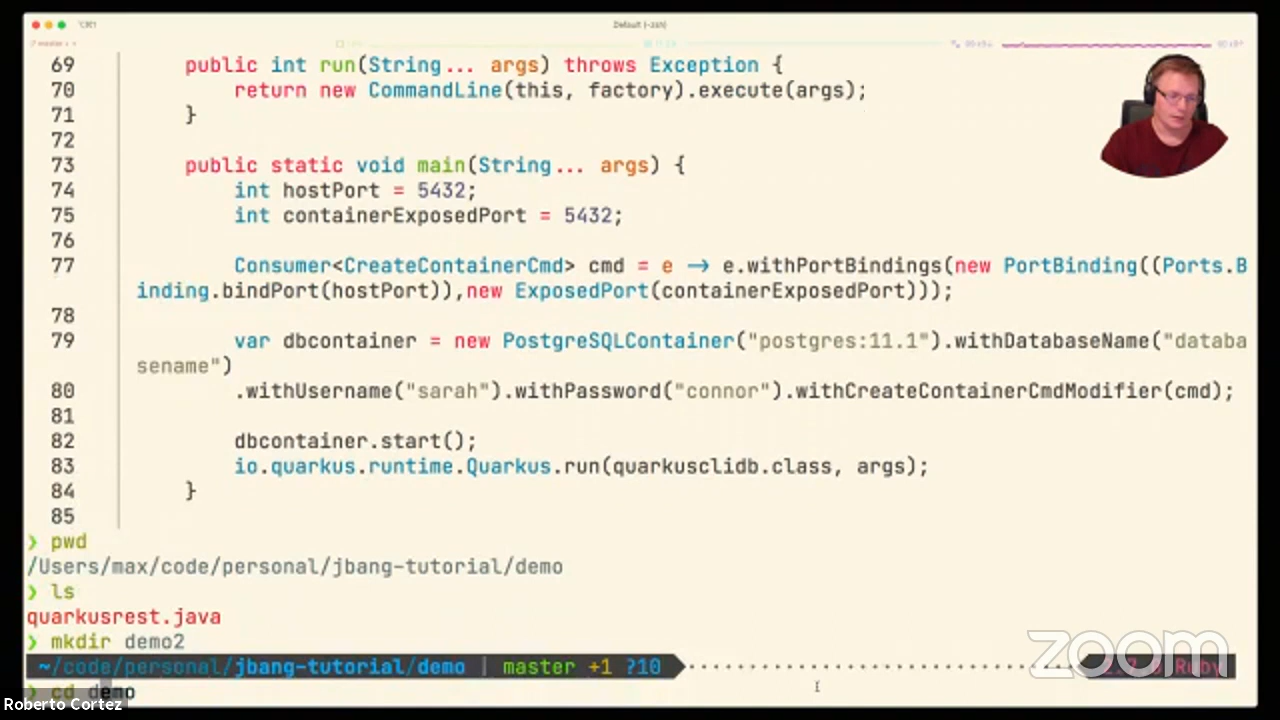 Default (-zsh)
69 public int run(String... args) throws Exception {
70 return new CommandLine(this, factory).execute(args);
71 }
72
73 public static void main(String... args) {
74 int hostPort = 5432;
75 int containerExposedPort = 5432;
76
77 Consumer<CreateContainerCmd> cmd = e → e.withPortBindings(new PortBinding((Ports.B
inding.bindPort(hostPort)),new ExposedPort(containerExposedPort)));
78
79 var dbcontainer = new PostgreSQLContainer("postgres:11.1").withDatabaseName("databa
sename")
80 .withUsername("sarah").withPassword("connor").withCreateContainerCmdModifier(cmd);
81
82 dbcontainer.start();
83 io.quarkus.runtime.Quarkus.run(quarkusclidb.class, args);
84 }
85
❯ pwd
/Users/max/code/personal/jbang-tutorial/demo
❯ ls
quarkusrest.java
❯ mkdir demo2
~/code/personal/jbang-tutorial/demo | master +1 ?10
❯ cd demo
zoom
Roberto Cortez